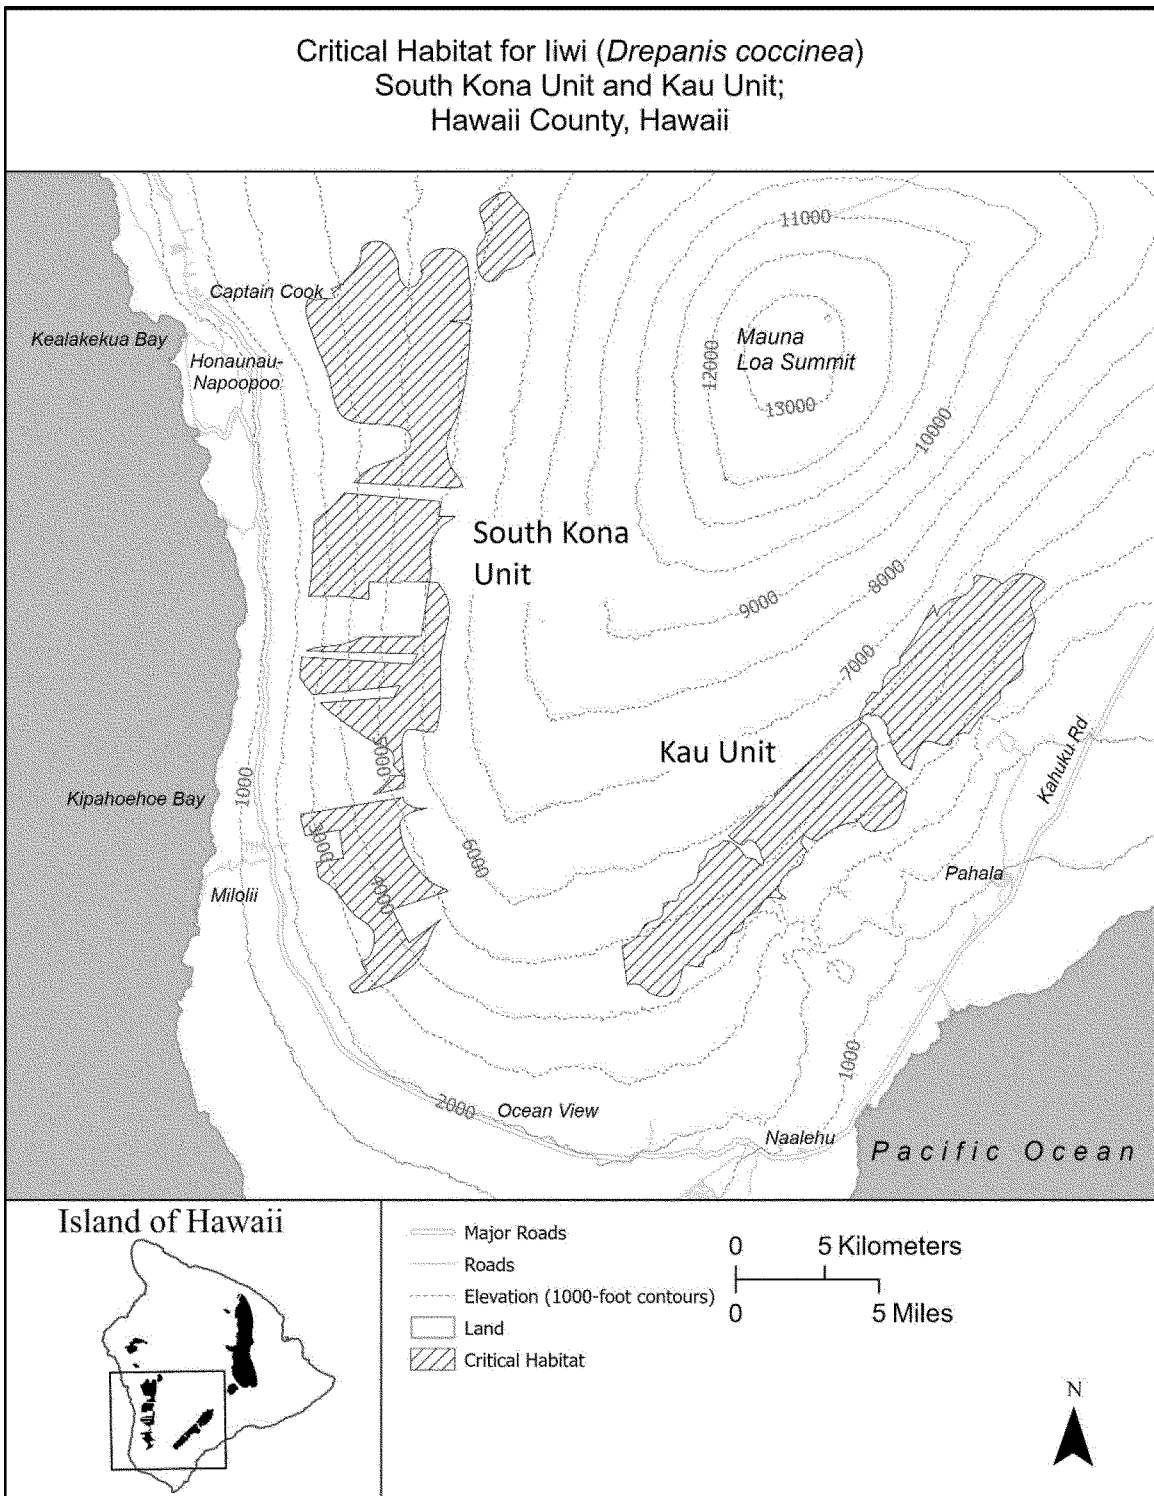 Critical Habitat for Iiwi (Drepanis coccinea)
South Kona Unit and Kau Unit;
Hawaii County, Hawaii
11000
Captain Cook
Kealakekua Bay
Mauna
Loa Summit
Honaunau-
Napoopoo
12000
13000
10000
South Kona
Unit
8000
9000
7000
Kau Unit
5000
Kahuku Rd
1000
Kipahoehoe Bay
3000
6000
Pahala
Milolii
4000
1000
2000
Ocean View
Naalehu
Pacific Ocean
Island of Hawaii
Major Roads
Roads
Elevation (1000-foot contours)
Land
Critical Habitat
0 5 Kilometers
0 5 Miles
N